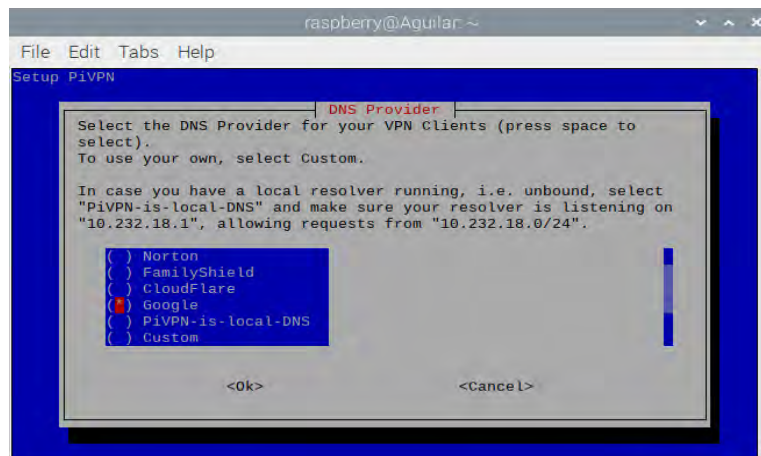 raspberry@Aguilar: ~
File Edit Tabs Help
Setup PiVPN
DNS Provider
Select the DNS Provider for your VPN Clients (press space to
select).
To use your own, select Custom.
In case you have a local resolver running, i.e. unbound, select
"PiVPN-is-local-DNS" and make sure your resolver is listening on
"10.232.18.1", allowing requests from "10.232.18.0/24".
( ) Norton
( ) FamilyShield
( ) CloudFlare
(*) Google
( ) PiVPN-is-local-DNS
( ) Custom
<Ok> <Cancel>